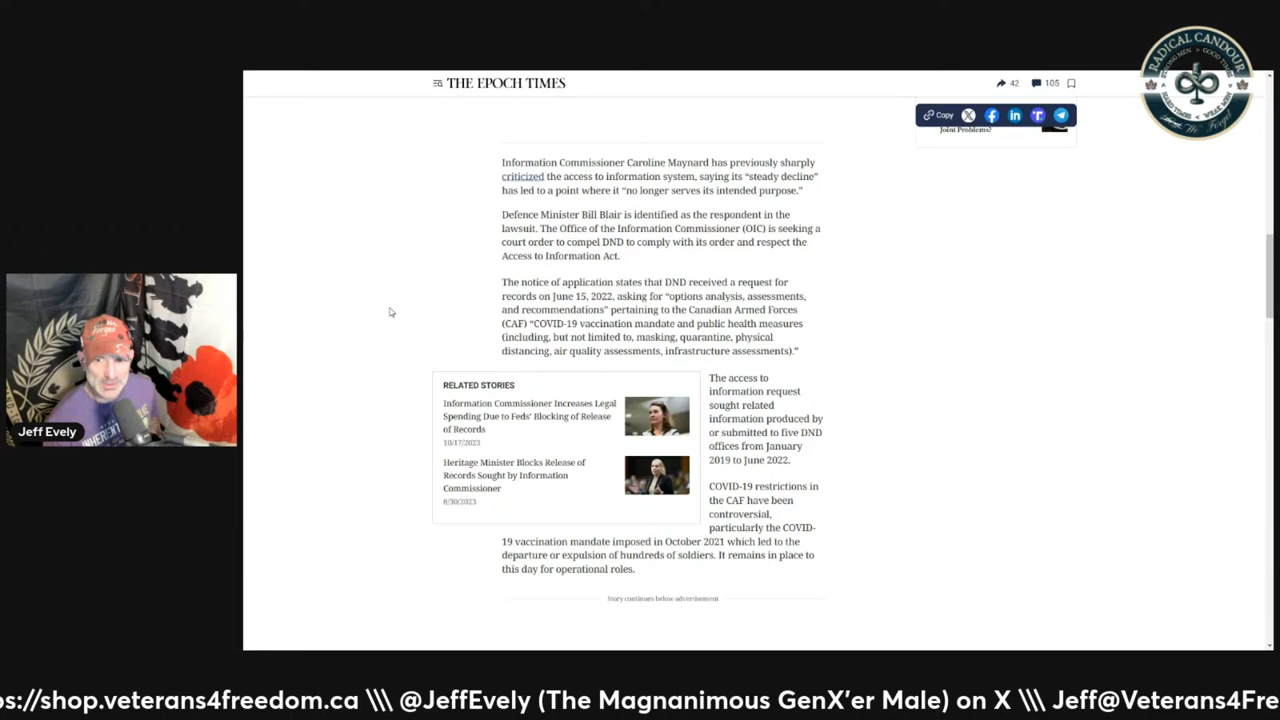 THE EPOCH TIMES
42
105
RADICAL CANDOUR
STRONG MEN > GOOD TIMES
HARD TIMES < WEAK MEN
Copy
Joint Problems?
Information Commissioner Caroline Maynard has previously sharply
criticized the access to information system, saying its “steady decline”
has led to a point where it “no longer serves its intended purpose.”
Defence Minister Bill Blair is identified as the respondent in the
lawsuit. The Office of the Information Commissioner (OIC) is seeking a
court order to compel DND to comply with its order and respect the
Access to Information Act.
The notice of application states that DND received a request for
records on June 15, 2022, asking for “options analysis, assessments,
and recommendations” pertaining to the Canadian Armed Forces
(CAF) “COVID-19 vaccination mandate and public health measures
(including, but not limited to, masking, quarantine, physical
distancing, air quality assessments, infrastructure assessments).”
RELATED STORIES
Information Commissioner Increases Legal
Spending Due to Feds’ Blocking of Release
of Records
10/17/2023
Heritage Minister Blocks Release of
Records Sought by Information
Commissioner
8/30/2023
The access to
information request
sought related
information produced by
or submitted to five DND
offices from January
2019 to June 2022.
COVID-19 restrictions in
the CAF have been
controversial,
particularly the COVID-
19 vaccination mandate imposed in October 2021 which led to the
departure or expulsion of hundreds of soldiers. It remains in place to
this day for operational roles.
Story continues below advertisement
Jeff Evely
ps://shop.veterans4freedom.ca \\\ @JeffEvely (The Magnanimous GenX'er Male) on X \\\ Jeff@Veterans4Fre